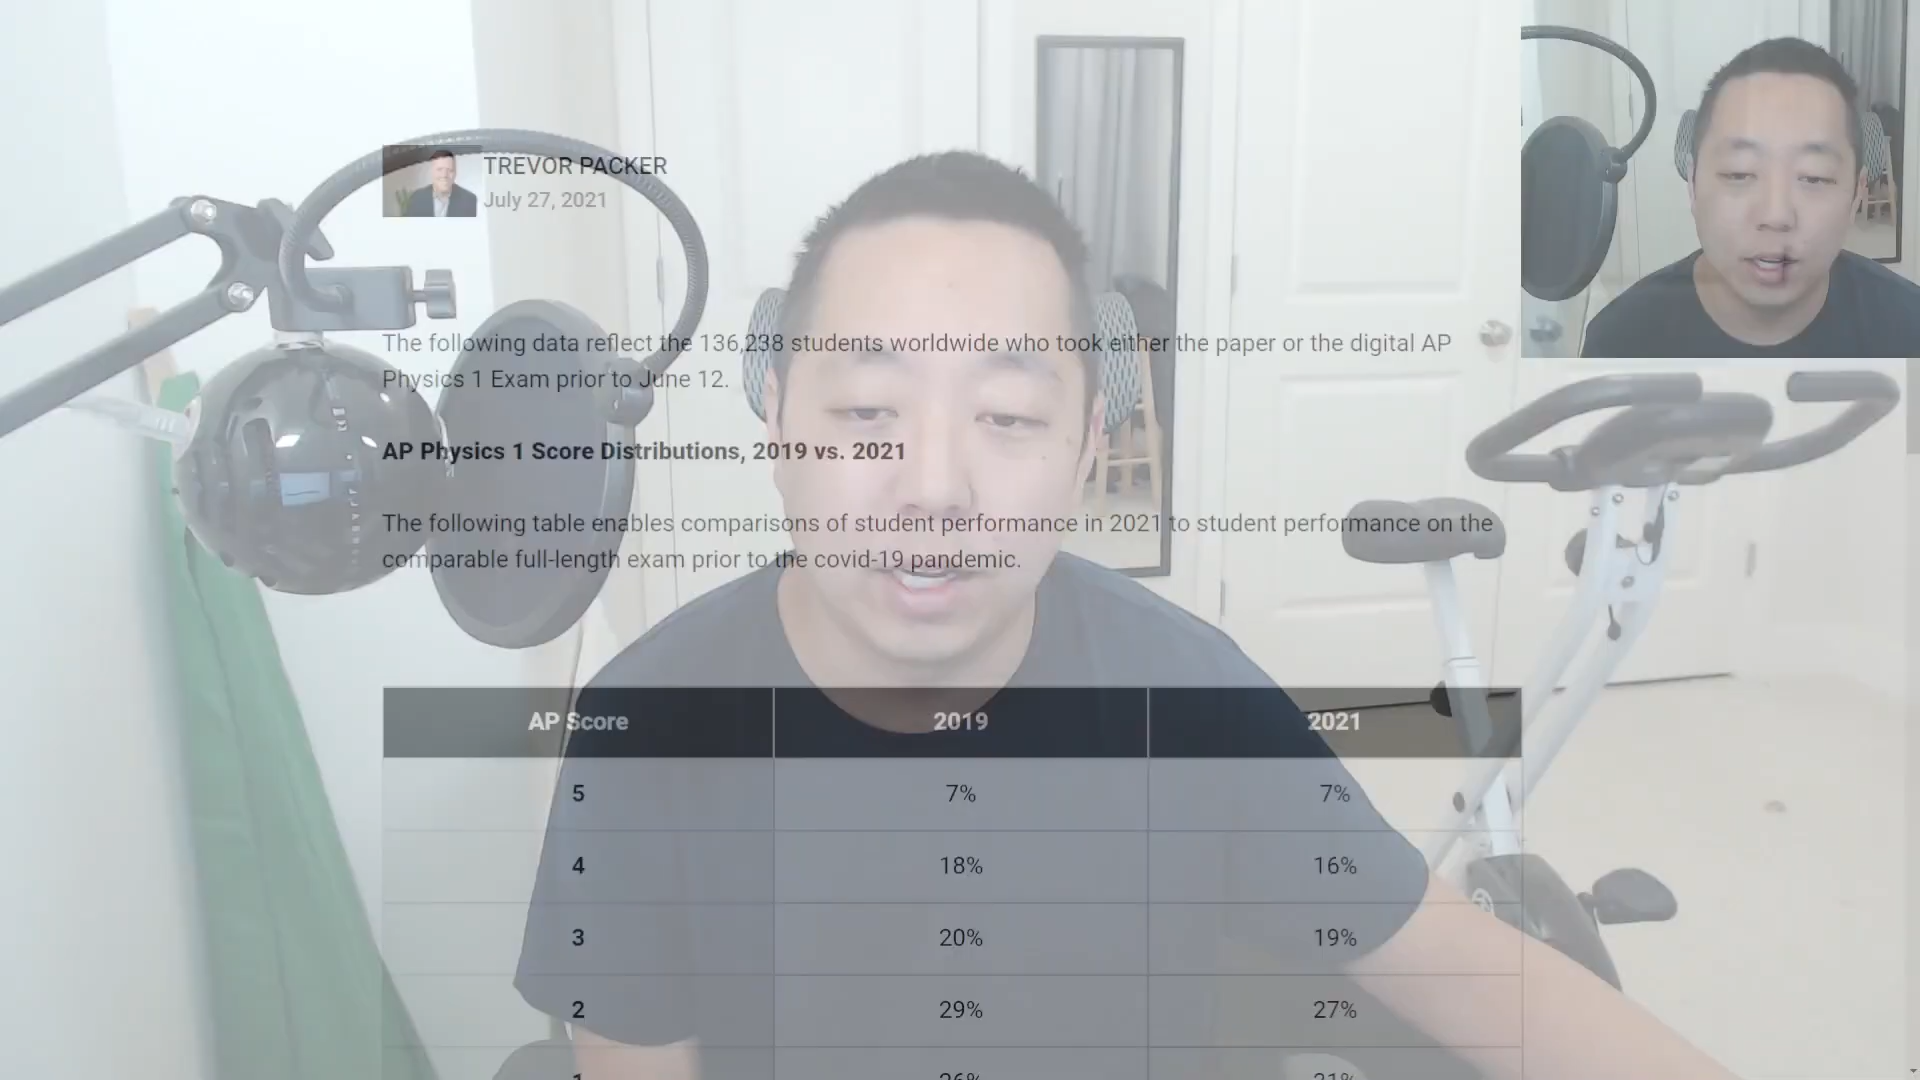 TREVOR PACKER
July 27, 2021
The following data reflect the 136,238 students worldwide who took either the paper or the digital AP
Physics 1 Exam prior to June 12.
AP Physics 1 Score Distributions, 2019 vs. 2021
The following table enables comparisons of student performance in 2021 to student performance on the
comparable full-length exam prior to the covid-19 pandemic.
AP Score 2019 2021
5 7% 7%
4 18% 16%
3 20% 19%
2 29% 27%